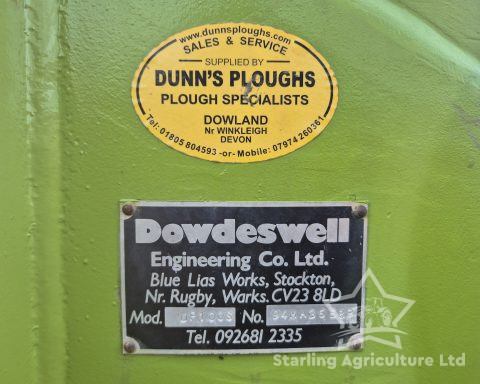 www.dunnsploughs.com
SALES & SERVICE
SUPPLIED BY
DUNN'S PLOUGHS
PLOUGH SPECIALISTS
DOWLAND
Nr WINKLEIGH
DEVON
Tel: 01805 804593 -or- Mobile: 07974 260361
Dowdeswell
Engineering Co. Ltd.
Blue Lias Works, Stockton,
Nr. Rugby, Warks. CV23 8LD
Mod. No.
Tel. 092681 2335
Starling Agriculture Ltd